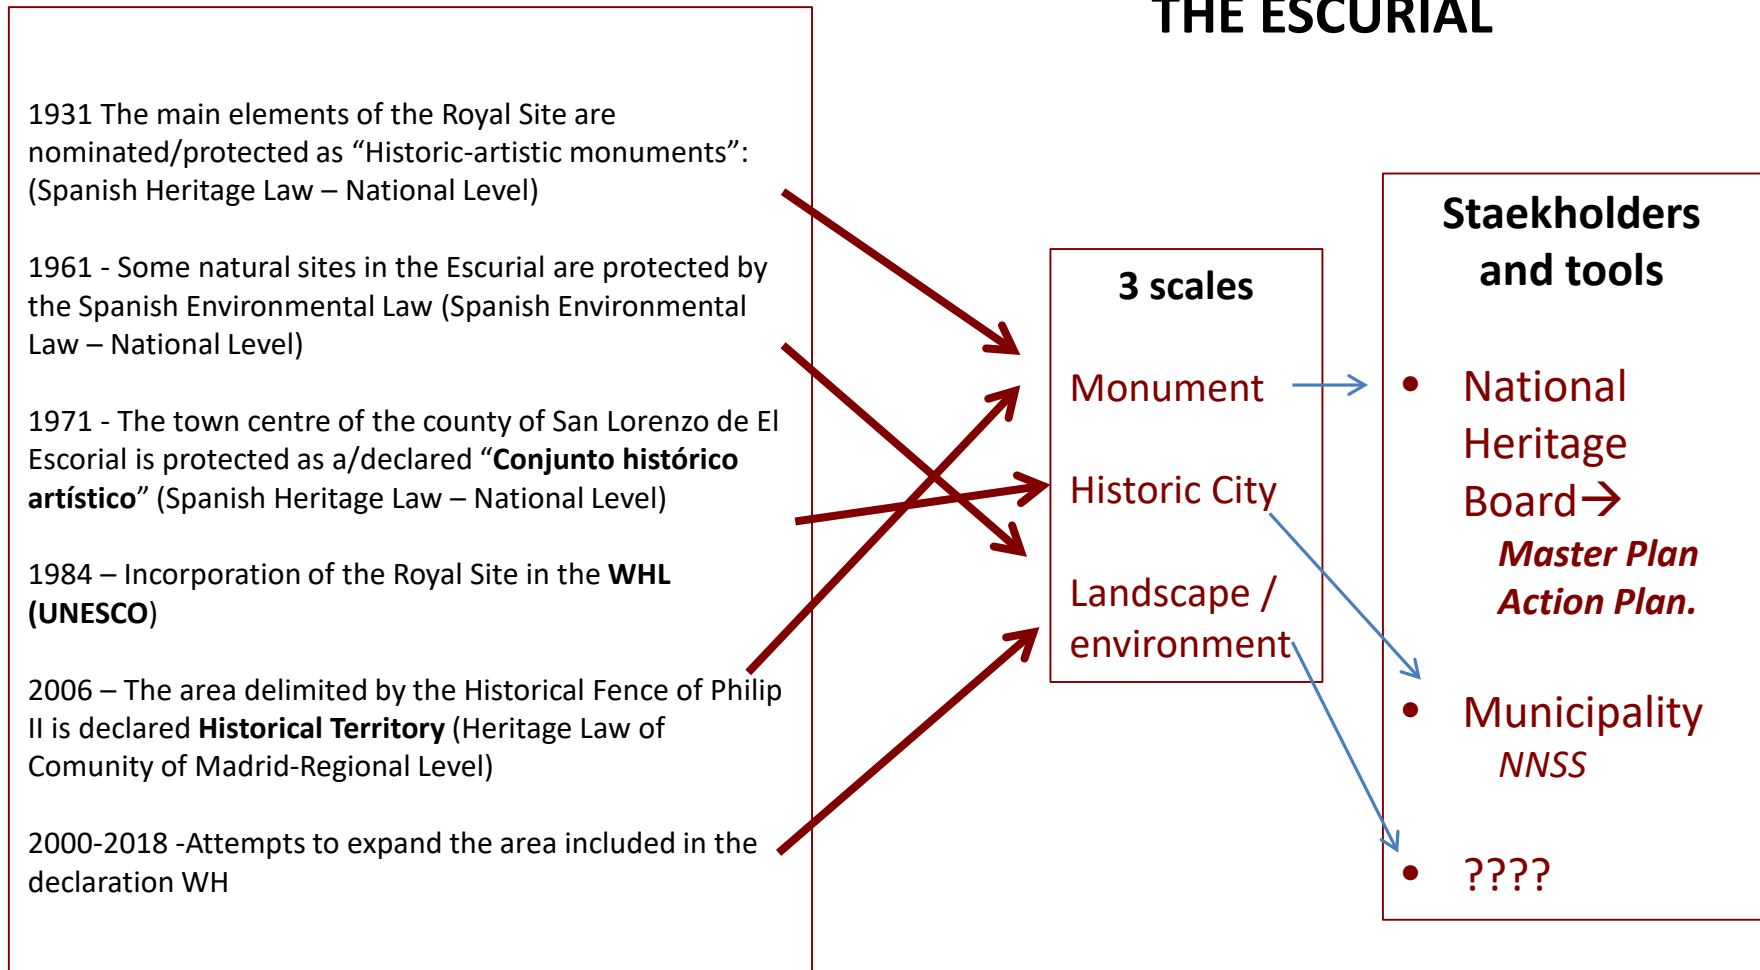 THE ESCURIAL
1931 The main elements of the Royal Site are
nominated/protected as “Historic-artistic monuments”:
(Spanish Heritage Law – National Level)
1961 - Some natural sites in the Escurial are protected by
the Spanish Environmental Law (Spanish Environmental
Law – National Level)
1971 - The town centre of the county of San Lorenzo de El
Escorial is protected as a/declared “Conjunto histórico
artístico” (Spanish Heritage Law – National Level)
1984 – Incorporation of the Royal Site in the WHL
(UNESCO)
2006 – The area delimited by the Historical Fence of Philip
II is declared Historical Territory (Heritage Law of
Comunity of Madrid-Regional Level)
2000-2018 -Attempts to expand the area included in the
declaration WH
3 scales
Monument
Historic City
Landscape /
environment
Staekholders
and tools
• National
Heritage
Board→
Master Plan
Action Plan.
• Municipality
NNSS
• ????